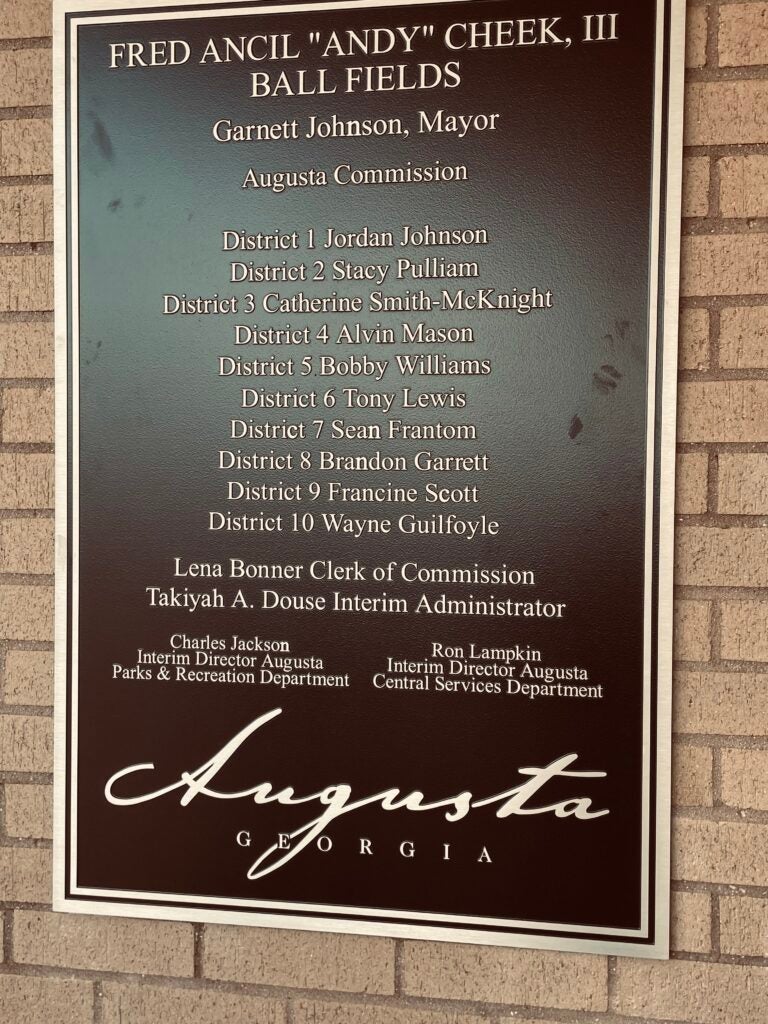 FRED ANCIL "ANDY" CHEEK, III
BALL FIELDS
Garnett Johnson, Mayor
Augusta Commission
District 1 Jordan Johnson
District 2 Stacy Pulliam
District 3 Catherine Smith-McKnight
District 4 Alvin Mason
District 5 Bobby Williams
District 6 Tony Lewis
District 7 Sean Frantom
District 8 Brandon Garrett
District 9 Francine Scott
District 10 Wayne Guilfoyle
Lena Bonner Clerk of Commission
Takiyah A. Douse Interim Administrator
Charles Jackson
Interim Director Augusta
Parks & Recreation Department
Ron Lampkin
Interim Director Augusta
Central Services Department
Augusta
GEORGIA